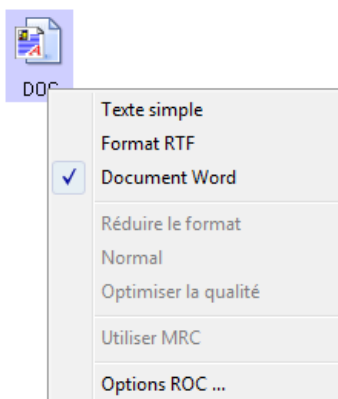 DOC
Texte simple
Format RTF
Document Word
Réduire le format
Normal
Optimiser la qualité
Utiliser MRC
Options ROC ...